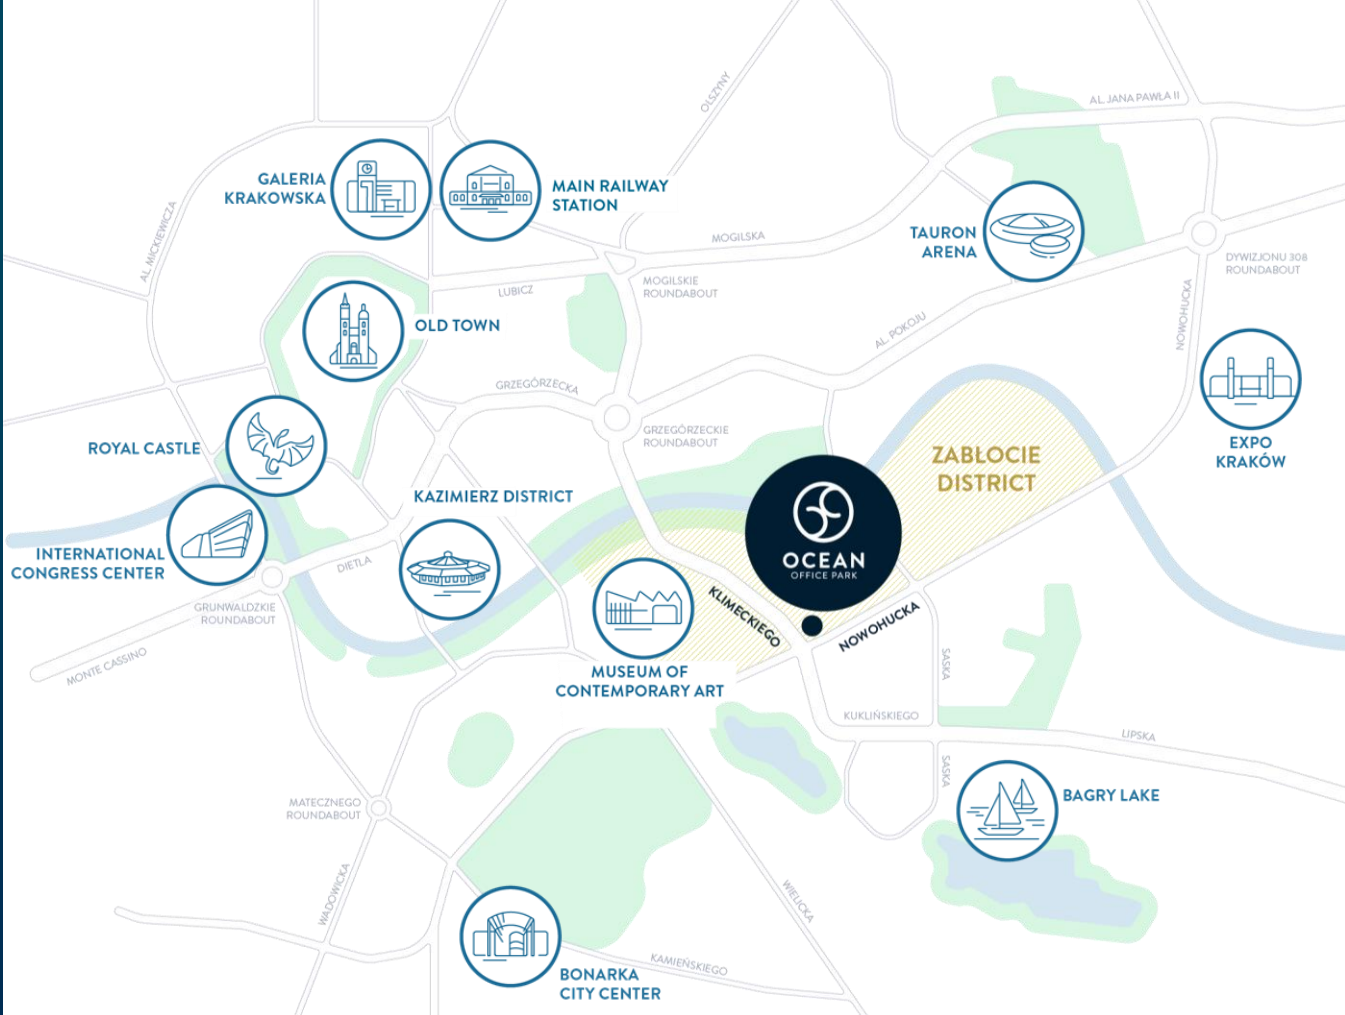 OLSZYNY
AL. JANA PAWŁA II
GALERIA
KRAKOWSKA
MAIN RAILWAY
STATION
AL. MICKIEWICZA
TAURON
ARENA
MOGILSKA
DYWIZJONU 308
ROUNDABOUT
MOGILSKIE
ROUNDABOUT
LUBICZ
NOWOHUCKA
OLD TOWN
AL. POKOJU
GRZEGÓRZECKA
GRZEGÓRZECKIE
ROUNDABOUT
ROYAL CASTLE
ZABŁOCIE
DISTRICT
EXPO
KRAKÓW
KAZIMIERZ DISTRICT
INTERNATIONAL
CONGRESS CENTER
DIETLA
OCEAN
OFFICE PARK
GRUNWALDZKIE
ROUNDABOUT
KLIMECKIEGO
NOWOHUCKA
MONTE CASSINO
MUSEUM OF
CONTEMPORARY ART
SASKA
KUKLIŃSKIEGO
LIPSKA
SASKA
MATECZNEGO
ROUNDABOUT
BAGRY LAKE
WADOWICKA
WIELICKA
KAMIEŃSKIEGO
BONARKA
CITY CENTER